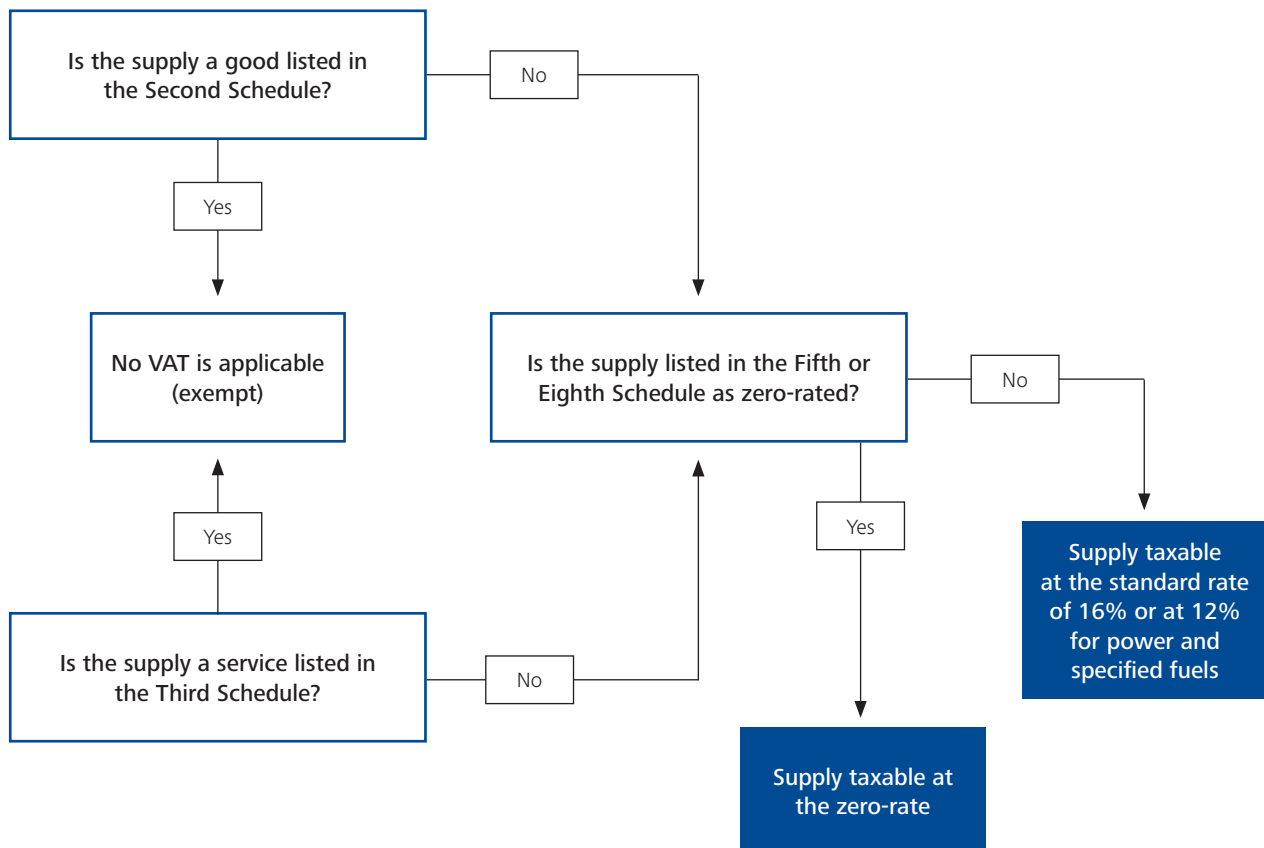 Is the supply a good listed in
the Second Schedule?
No
Yes
No VAT is applicable
(exempt)
Is the supply listed in the Fifth or
Eighth Schedule as zero-rated?
No
Yes
Yes
Supply taxable
at the standard rate
of 16% or at 12%
for power and
specified fuels
Is the supply a service listed in
the Third Schedule?
No
Supply taxable at
the zero-rate